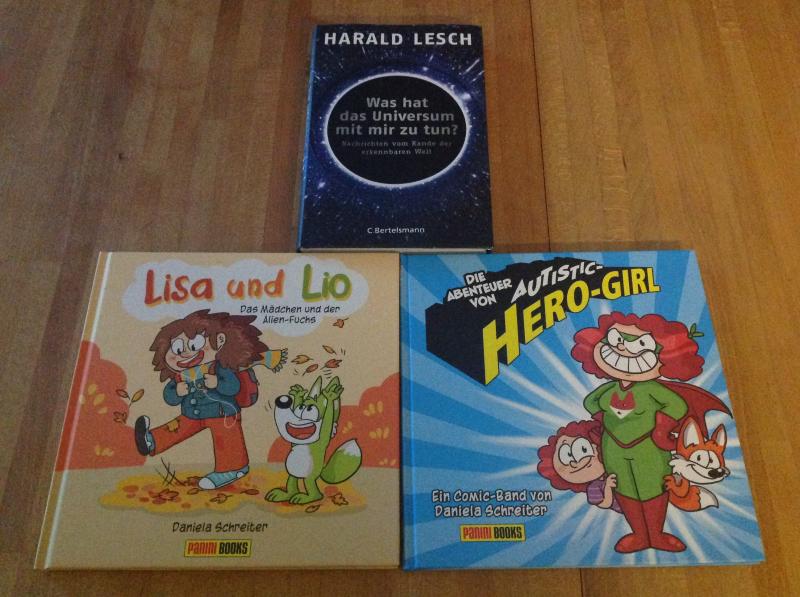 HARALD LESCH
Was hat
das Universum
mit mir zu tun?
Nachrichten vom Rande der
erkennbaren Welt
C.Bertelsmann
Lisa und Lio
Das Mädchen und der
Alien-Fuchs
Daniela Schreiter
PANINI BOOKS
DIE
ABENTEUER
VON
AUTISTIC-
HERO-GIRL
Ein Comic-Band von
Daniela Schreiter
PANINI BOOKS